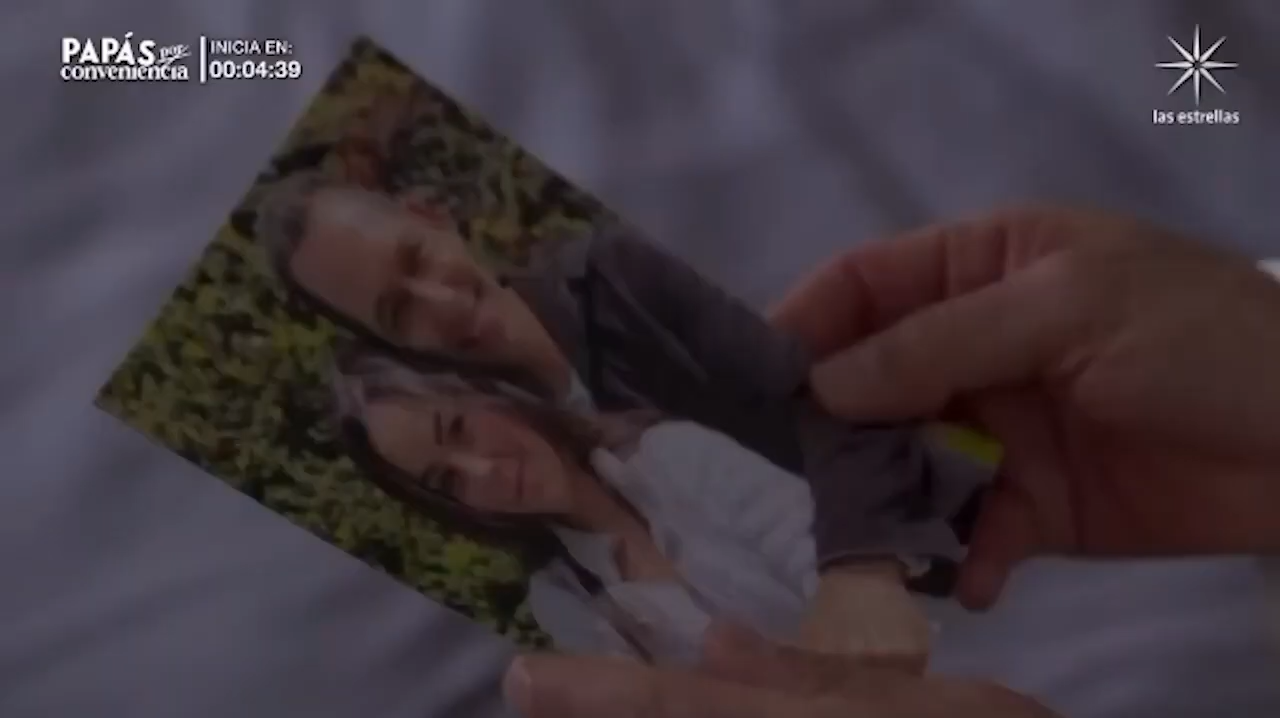 PAPÁS por
conveniencia
INICIA EN:
00:04:39
las estrellas